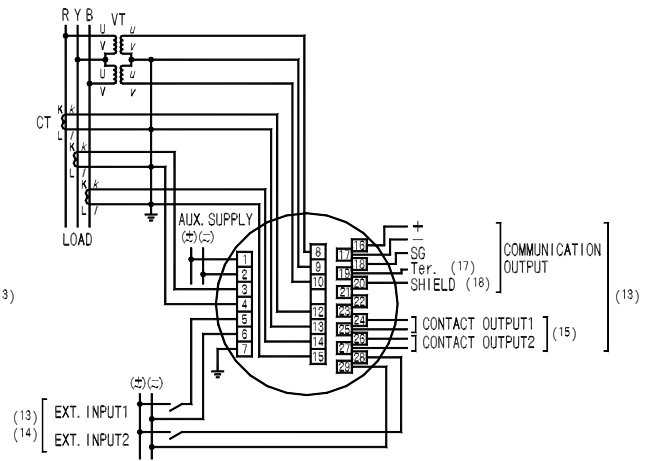 R Y B VT
U u
V u
U u
V v
K k
CT
L l
K k
L l
K k
L l
LOAD
AUX. SUPPLY
(±)(=)
1
2
3
4
5
6
7
8
9
10
12
13
14
15
16
17
18
19
20
21
22
23
24
25
26
27
28
29
+
−
SG
Ter. (17)
SHIELD (18)
COMMUNICATION
OUTPUT
(13)
CONTACT OUTPUT1
CONTACT OUTPUT2
(15)
3)
(±)(=)
(13)
(14)
EXT. INPUT1
EXT. INPUT2